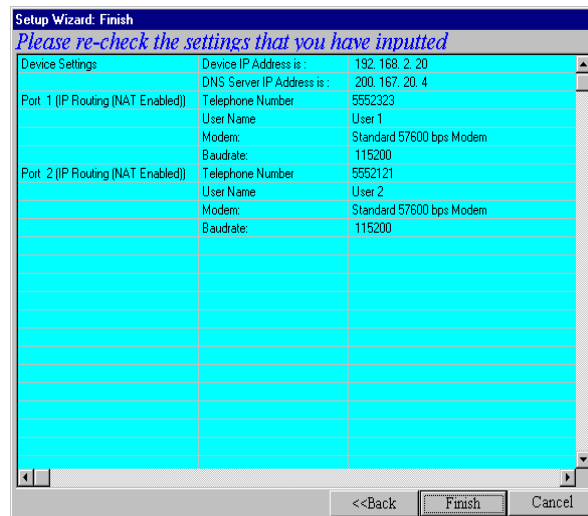 Setup Wizard: Finish
Please re-check the settings that you have inputted
Device Settings Device IP Address is : 192. 168. 2. 20
DNS Server IP Address is : 200. 167. 20. 4
Port 1 (IP Routing (NAT Enabled)) Telephone Number 5552323
User Name User 1
Modem: Standard 57600 bps Modem
Baudrate: 115200
Port 2 (IP Routing (NAT Enabled)) Telephone Number 5552121
User Name User 2
Modem: Standard 57600 bps Modem
Baudrate: 115200
<<Back Finish Cancel